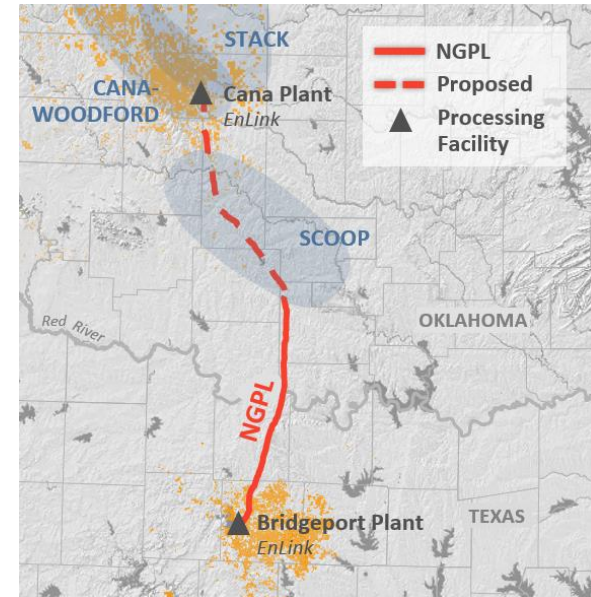 STACK
CANA-
WOODFORD
Cana Plant
EnLink
NGPL
Proposed
Processing
Facility
SCOOP
OKLAHOMA
Red River
NGPL
Bridgeport Plant
EnLink
TEXAS